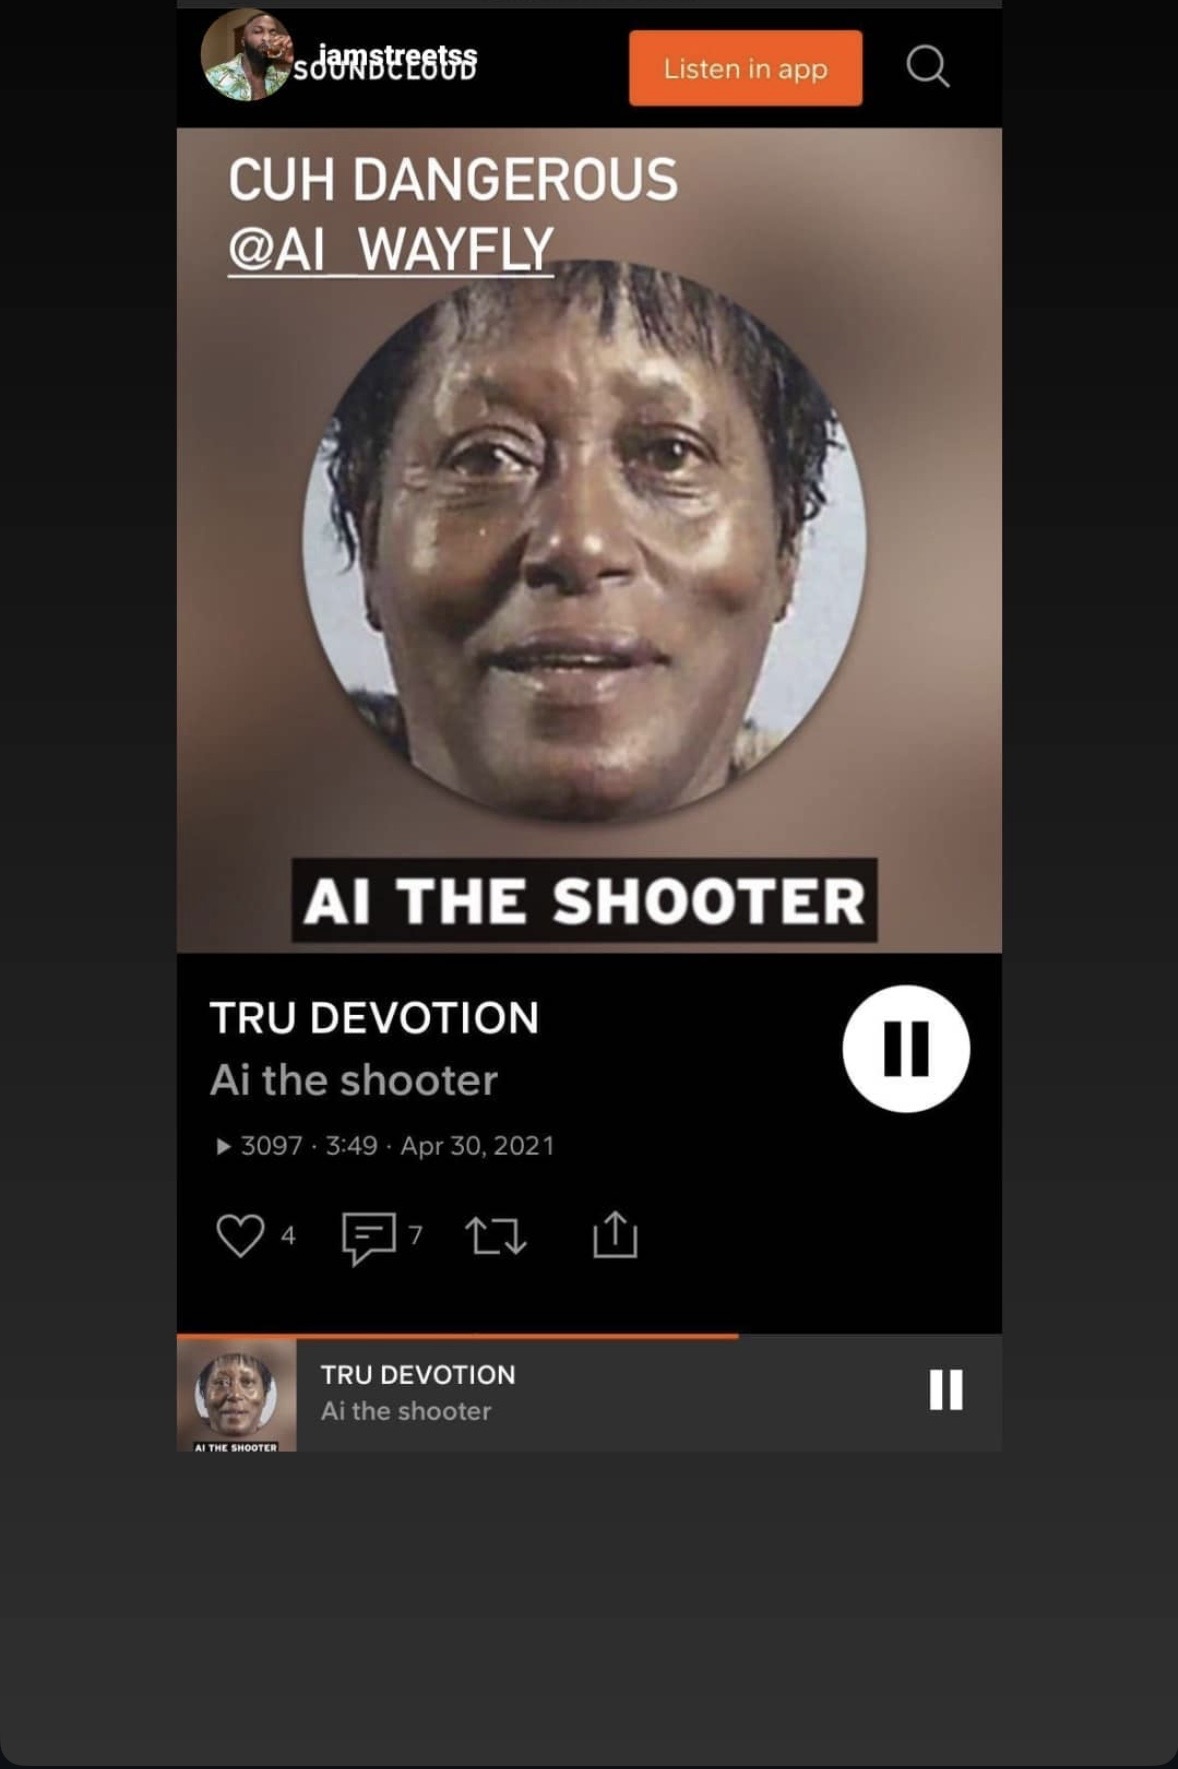 iamstreetss
SOUNDCLOUD
Listen in app
CUH DANGEROUS
@AI_WAYFLY
AI THE SHOOTER
TRU DEVOTION
Ai the shooter
3097 · 3:49 · Apr 30, 2021
4
7
TRU DEVOTION
Ai the shooter
AI THE SHOOTER